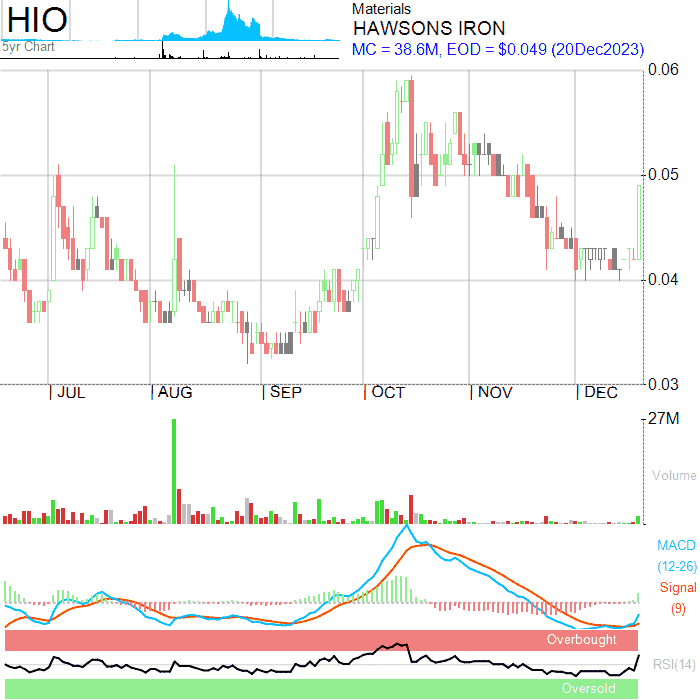 HIO
5yr Chart
Materials
HAWSONS IRON
MC = 38.6M, EOD = $0.049 (20Dec2023)
0.06
0.05
0.04
0.03
JUL AUG SEP OCT NOV DEC
27M
Volume
MACD
(12-26)
Signal
(9)
Overbought
RSI(14)
Oversold